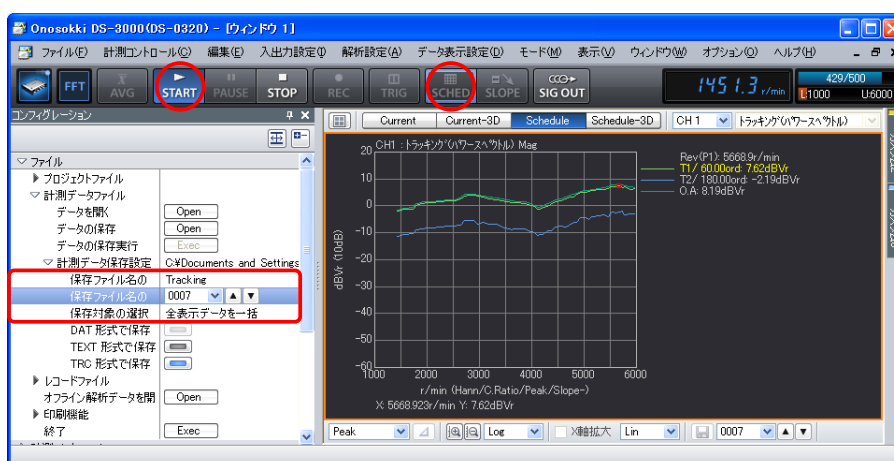 Onosokki DS-3000(DS-0320) - [ウィンドウ 1]
ファイル(F) 計測コントロール(C) 編集(E) 入出力設定(I) 解析設定(A) データ表示設定(D) モード(M) 表示(V) ウィンドウ(W) オプション(O) ヘルプ(H)
FFT AVG START PAUSE STOP REC TRIG SCHED SLOPE SIG OUT 1451.3 r/min 429/500
L1000 U6000
コンフィグレーション
Current Current-3D Schedule Schedule-3D CH 1 トラッキング(パワースペクトル)
ファイル
プロジェクトファイル
計測データファイル
データを開く Open
データの保存 Open
データの保存実行 Exec
計測データ保存設定 C:¥Documents and Settings
保存ファイル名の Tracking
保存ファイル名の 0007
保存対象の選択 全表示データを一括
DAT 形式で保存
TEXT 形式で保存
TRC 形式で保存
レコードファイル
オフライン解析データを開 Open
印刷機能
終了 Exec
CH1 : トラッキング(パワースペクトル) Mag
Rev(P1): 5668.9r/min
T1/ 60.00ord: 7.62dBVr
T2/ 180.00ord: -2.19dBVr
O.A: 8.19dBVr
dBVr (10dB)
20
10
0
-10
-20
-30
-40
-50
-60
1000 2000 3000 4000 5000 6000
r/min (Hann/C.Ratio/Peak/Slope-)
X: 5668.923r/min Y: 7.62dBVr
Peak Log X軸拡大 Lin 0007